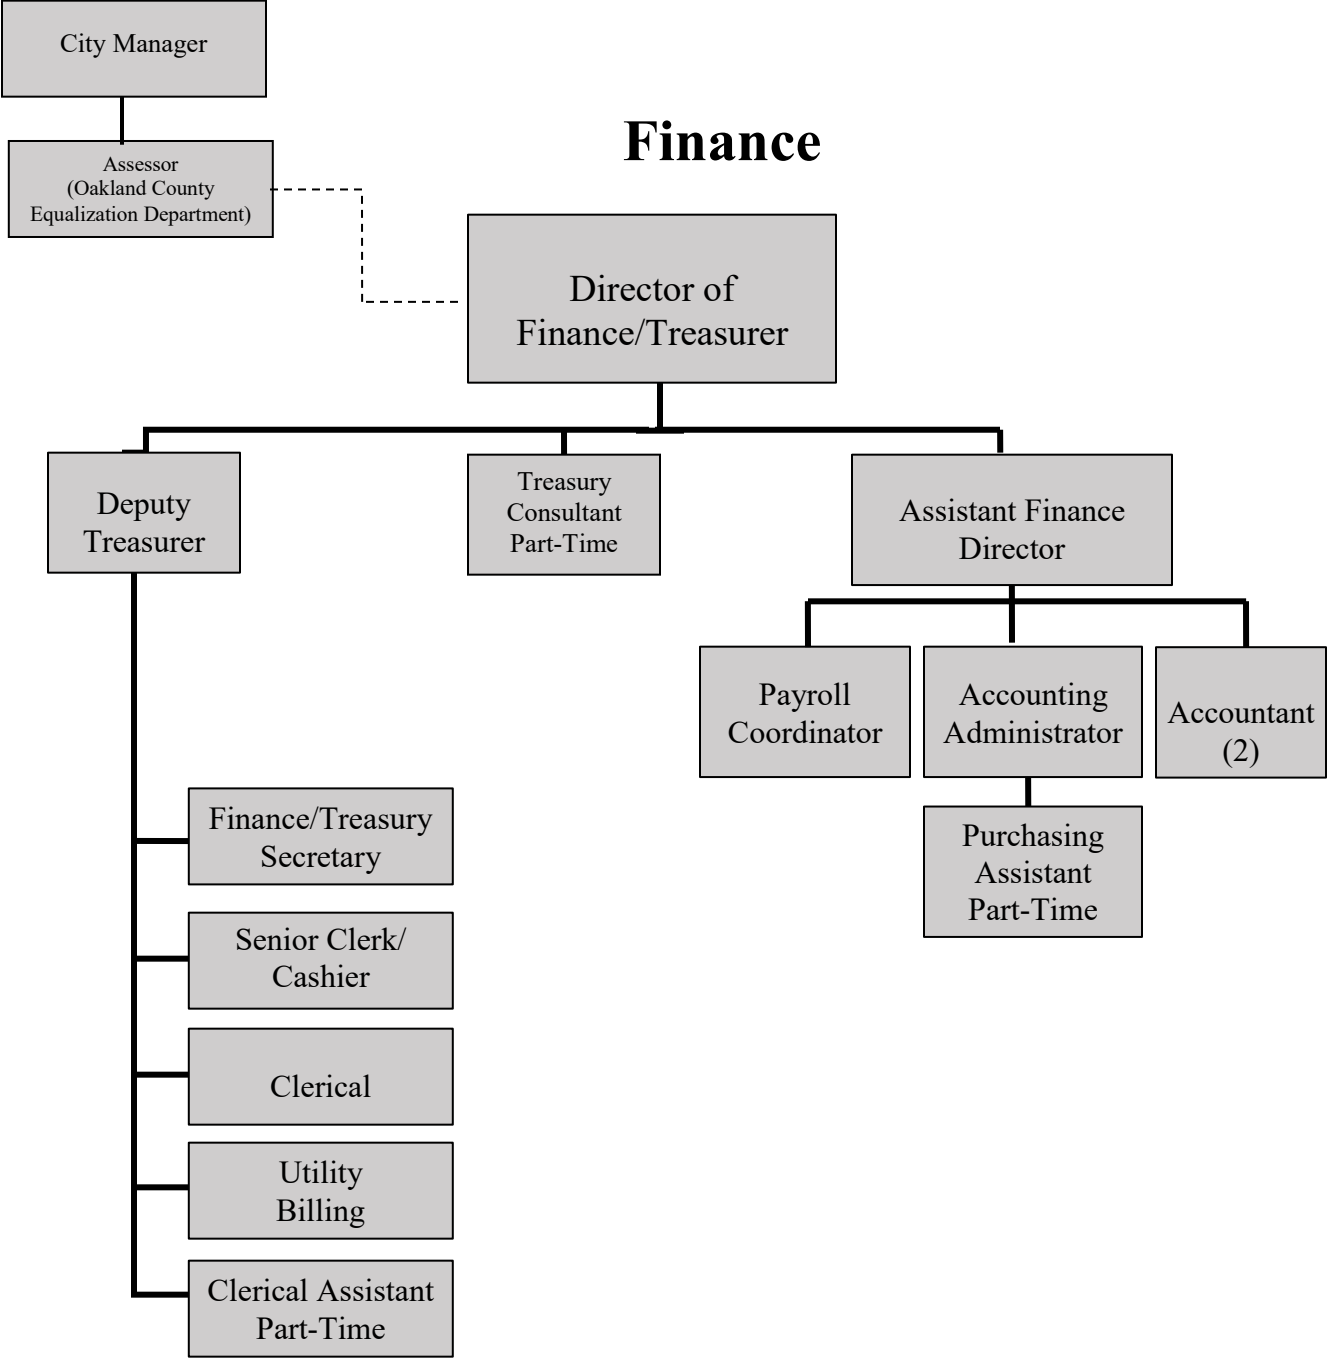 City Manager
Assessor
(Oakland County
Equalization Department)
Finance
Director of
Finance/Treasurer
Deputy
Treasurer
Treasury
Consultant
Part-Time
Assistant Finance
Director
Payroll
Coordinator
Accounting
Administrator
Accountant
(2)
Purchasing
Assistant
Part-Time
Finance/Treasury
Secretary
Senior Clerk/
Cashier
Clerical
Utility
Billing
Clerical Assistant
Part-Time